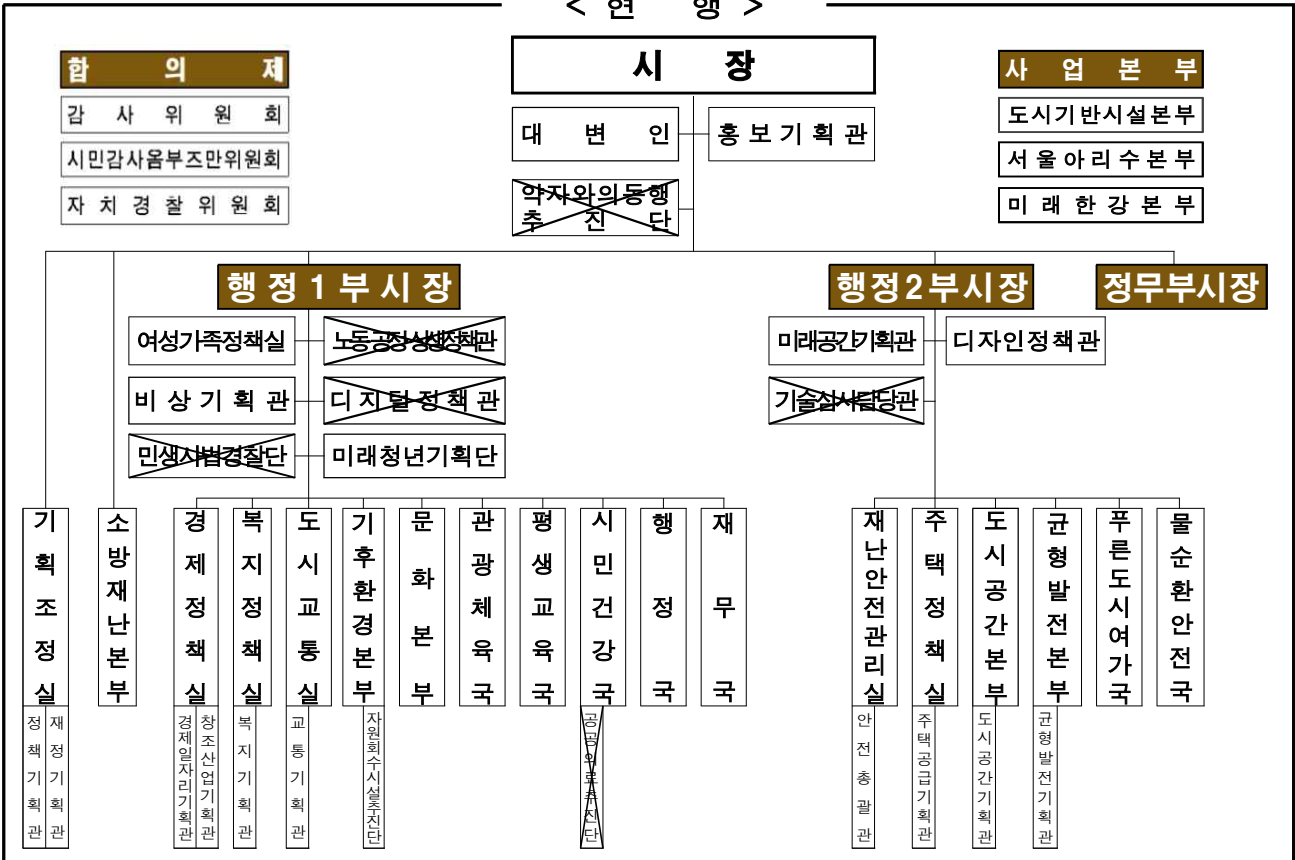 < 현 행 >
합 의 제
감 사 위 원 회
시민감사옴부즈만위원회
자 치 경 찰 위 원 회
시 장
대 변 인
홍 보 기 획 관
약자와의동행
추 진 단
사 업 본 부
도시기반시설본부
서 울 아 리 수 본 부
미 래 한 강 본 부
행 정 1 부 시 장
행정2부시장
정무부시장
여성가족정책실
노동공정상생정책관
비 상 기 획 관
디 지 털 정 책 관
민생사법경찰단
미래청년기획단
미래공간기획관
디자인정책관
기술심사담당관
기획조정실
소방재난본부
경제정책실
복지정책실
도시교통실
기후환경본부
문화본부
관광체육국
평생교육국
시민건강국
행정국
재무국
재난안전관리실
주택정책실
도시공간본부
균형발전본부
푸른도시여가국
물순환안전국
정책기획관
재정기획관
경제일자리기획관
창조산업기획관
복지기획관
교통기획관
자원회수시설추진단
공공의료추진단
안전총괄관
주택공급기획관
도시공간기획관
균형발전기획관